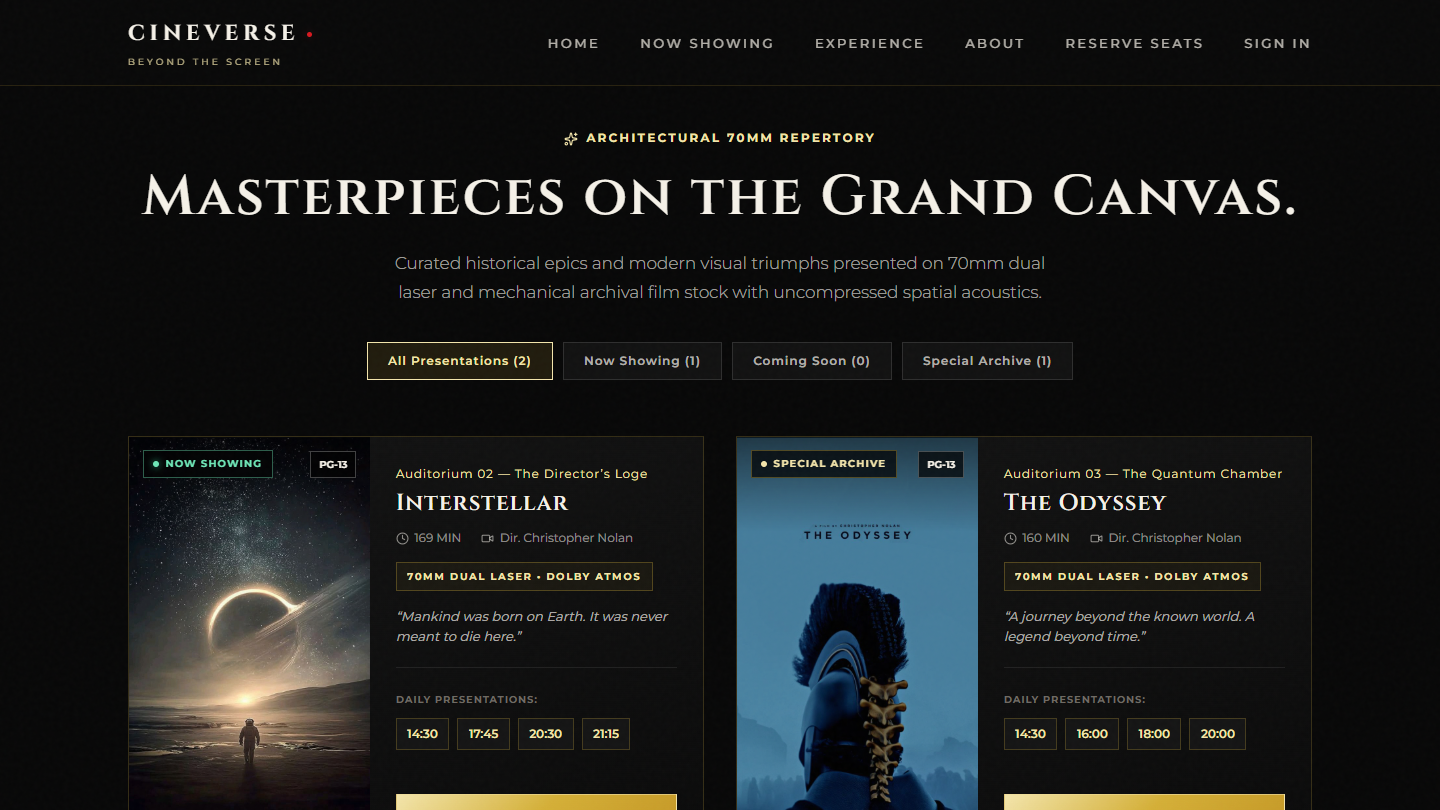 CINEVERSE
BEYOND THE SCREEN
HOME NOW SHOWING EXPERIENCE ABOUT RESERVE SEATS SIGN IN
ARCHITECTURAL 70MM REPERTORY
Masterpieces on the Grand Canvas.
Curated historical epics and modern visual triumphs presented on 70mm dual
laser and mechanical archival film stock with uncompressed spatial acoustics.
All Presentations (2) Now Showing (1) Coming Soon (0) Special Archive (1)
NOW SHOWING PG-13
Auditorium 02 — The Director's Loge
Interstellar
169 MIN Dir. Christopher Nolan
70MM DUAL LASER • DOLBY ATMOS
“Mankind was born on Earth. It was never
meant to die here.”
DAILY PRESENTATIONS:
14:30 17:45 20:30 21:15
SPECIAL ARCHIVE PG-13
A FILM BY CHRISTOPHER NOLAN
THE ODYSSEY
Auditorium 03 — The Quantum Chamber
The Odyssey
160 MIN Dir. Christopher Nolan
70MM DUAL LASER • DOLBY ATMOS
“A journey beyond the known world. A
legend beyond time.”
DAILY PRESENTATIONS:
14:30 16:00 18:00 20:00